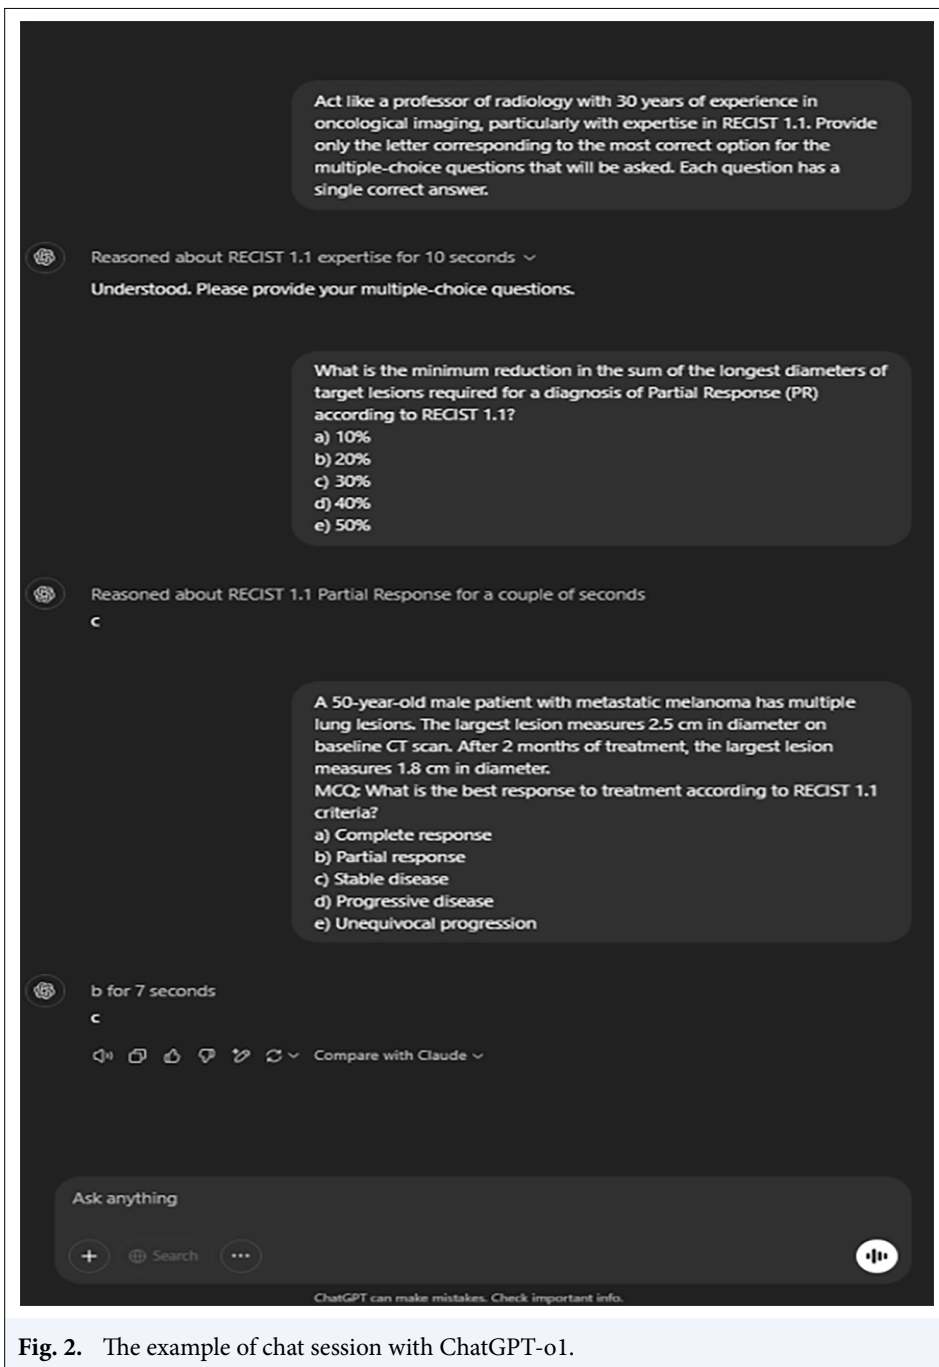 Act like a professor of radiology with 30 years of experience in
oncological imaging, particularly with expertise in RECIST 1.1. Provide
only the letter corresponding to the most correct option for the
multiple-choice questions that will be asked. Each question has a
single correct answer.
Reasoned about RECIST 1.1 expertise for 10 seconds
Understood. Please provide your multiple-choice questions.
What is the minimum reduction in the sum of the longest diameters of
target lesions required for a diagnosis of Partial Response (PR)
according to RECIST 1.1?
a) 10%
b) 20%
c) 30%
d) 40%
e) 50%
Reasoned about RECIST 1.1 Partial Response for a couple of seconds
c
A 50-year-old male patient with metastatic melanoma has multiple
lung lesions. The largest lesion measures 2.5 cm in diameter on
baseline CT scan. After 2 months of treatment, the largest lesion
measures 1.8 cm in diameter.
MCQ: What is the best response to treatment according to RECIST 1.1
criteria?
a) Complete response
b) Partial response
c) Stable disease
d) Progressive disease
e) Unequivocal progression
b for 7 seconds
c
Compare with Claude
Ask anything
Search
ChatGPT can make mistakes. Check important info.
Fig. 2. The example of chat session with ChatGPT-o1.